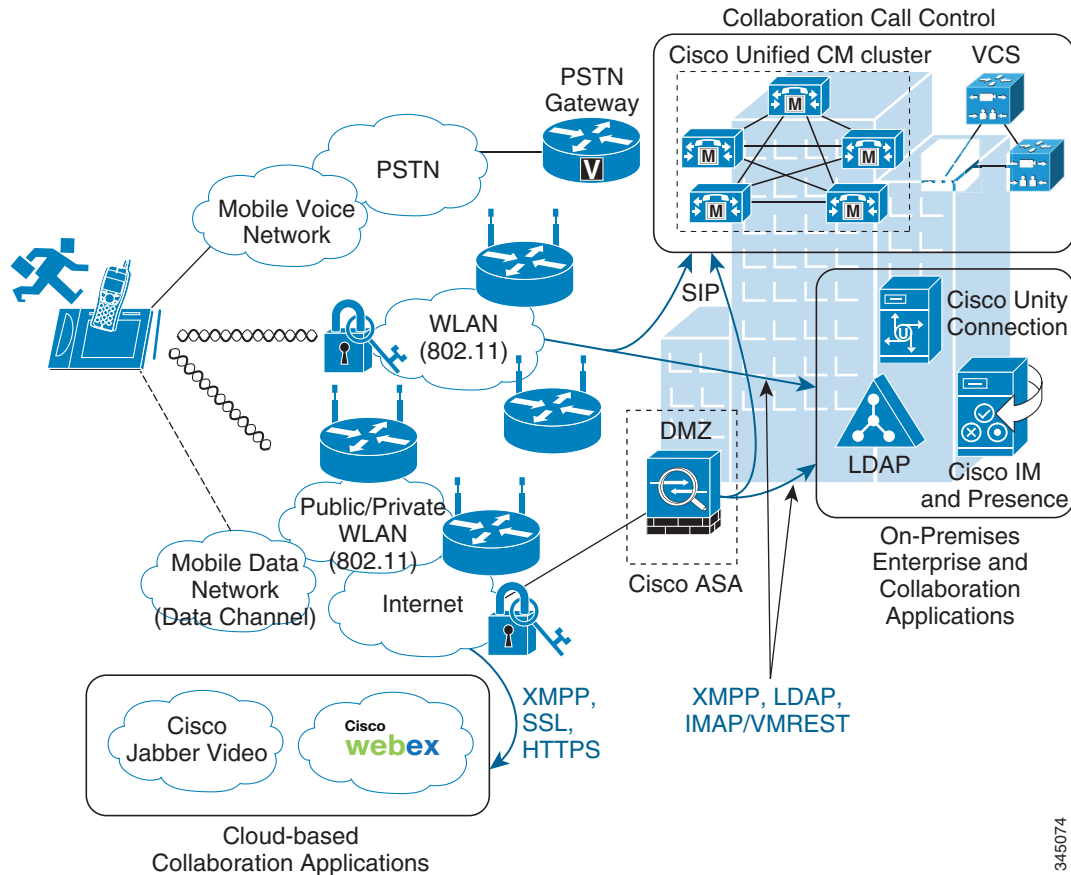 Collaboration Call Control
Cisco Unified CM cluster
VCS
PSTN
Gateway
V
M
M
M
M
M
PSTN
Mobile Voice
Network
SIP
Cisco Unity
Connection
U
WLAN
(802.11)
DMZ
LDAP
Cisco IM
and Presence
Public/Private
WLAN
(802.11)
Mobile Data
Network
(Data Channel)
Internet
Cisco ASA
On-Premises
Enterprise and
Collaboration
Applications
XMPP,
SSL,
HTTPS
XMPP, LDAP,
IMAP/VMREST
Cisco
Jabber Video
Cisco
webex
Cloud-based
Collaboration Applications
345074